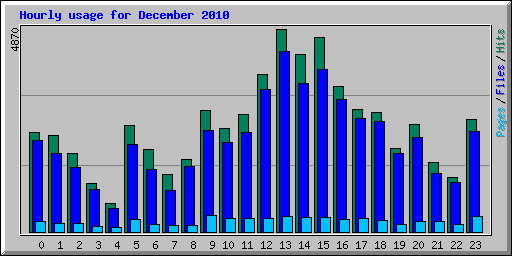 Hourly usage for December 2010
4870
Pages/Files/Hits
0 1 2 3 4 5 6 7 8 9 10 11 12 13 14 15 16 17 18 19 20 21 22 23